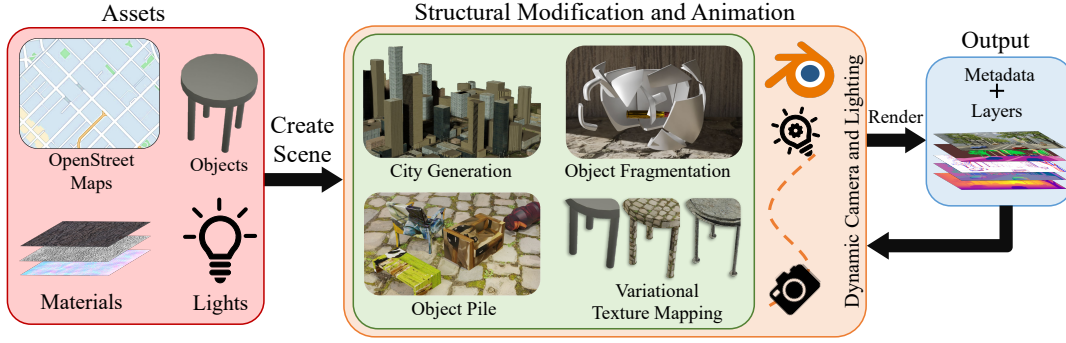 Assets
OpenStreet
Maps
Objects
Materials
Lights
Create
Scene
Structural Modification and Animation
City Generation
Object Fragmentation
Object Pile
Variational
Texture Mapping
Dynamic Camera and Lighting
Render
Output
Metadata
+
Layers